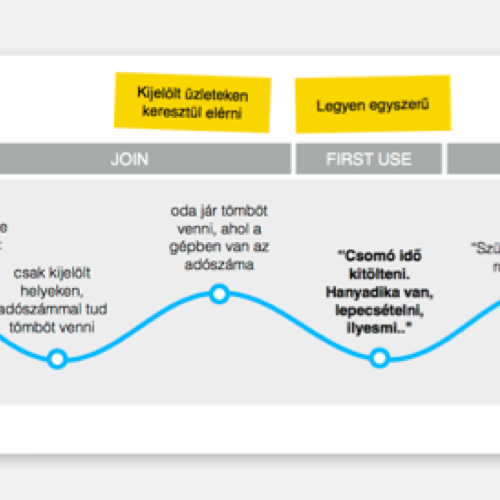 Kijelölt üzleteken
keresztül elérni
Legyen egyszerű
JOIN
FIRST USE
oda jár tömböt
venni, ahol a
gépben van az
adószáma
csak kijelölt
helyeken,
adószámmal tud
tömböt venni
"Csomó idő
kitölteni.
Hanyadika van,
lepecsételni,
ilyesmi.."